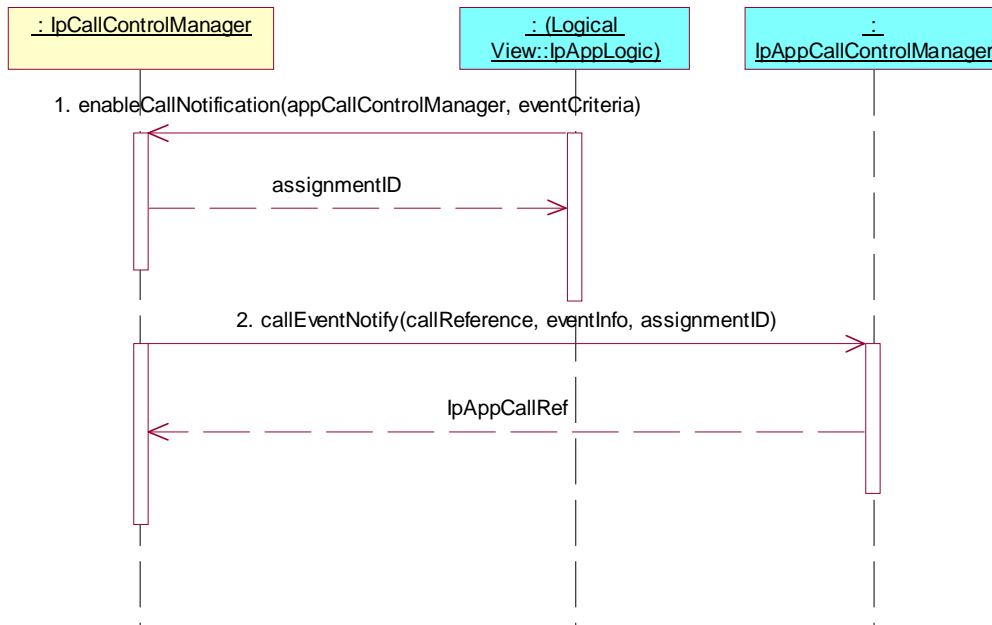 : IpCallControlManager
: (Logical
View::IpAppLogic)
:
IpAppCallControlManager
1. enableCallNotification(appCallControlManager, eventCriteria)
assignmentID
2. callEventNotify(callReference, eventInfo, assignmentID)
IpAppCallRef